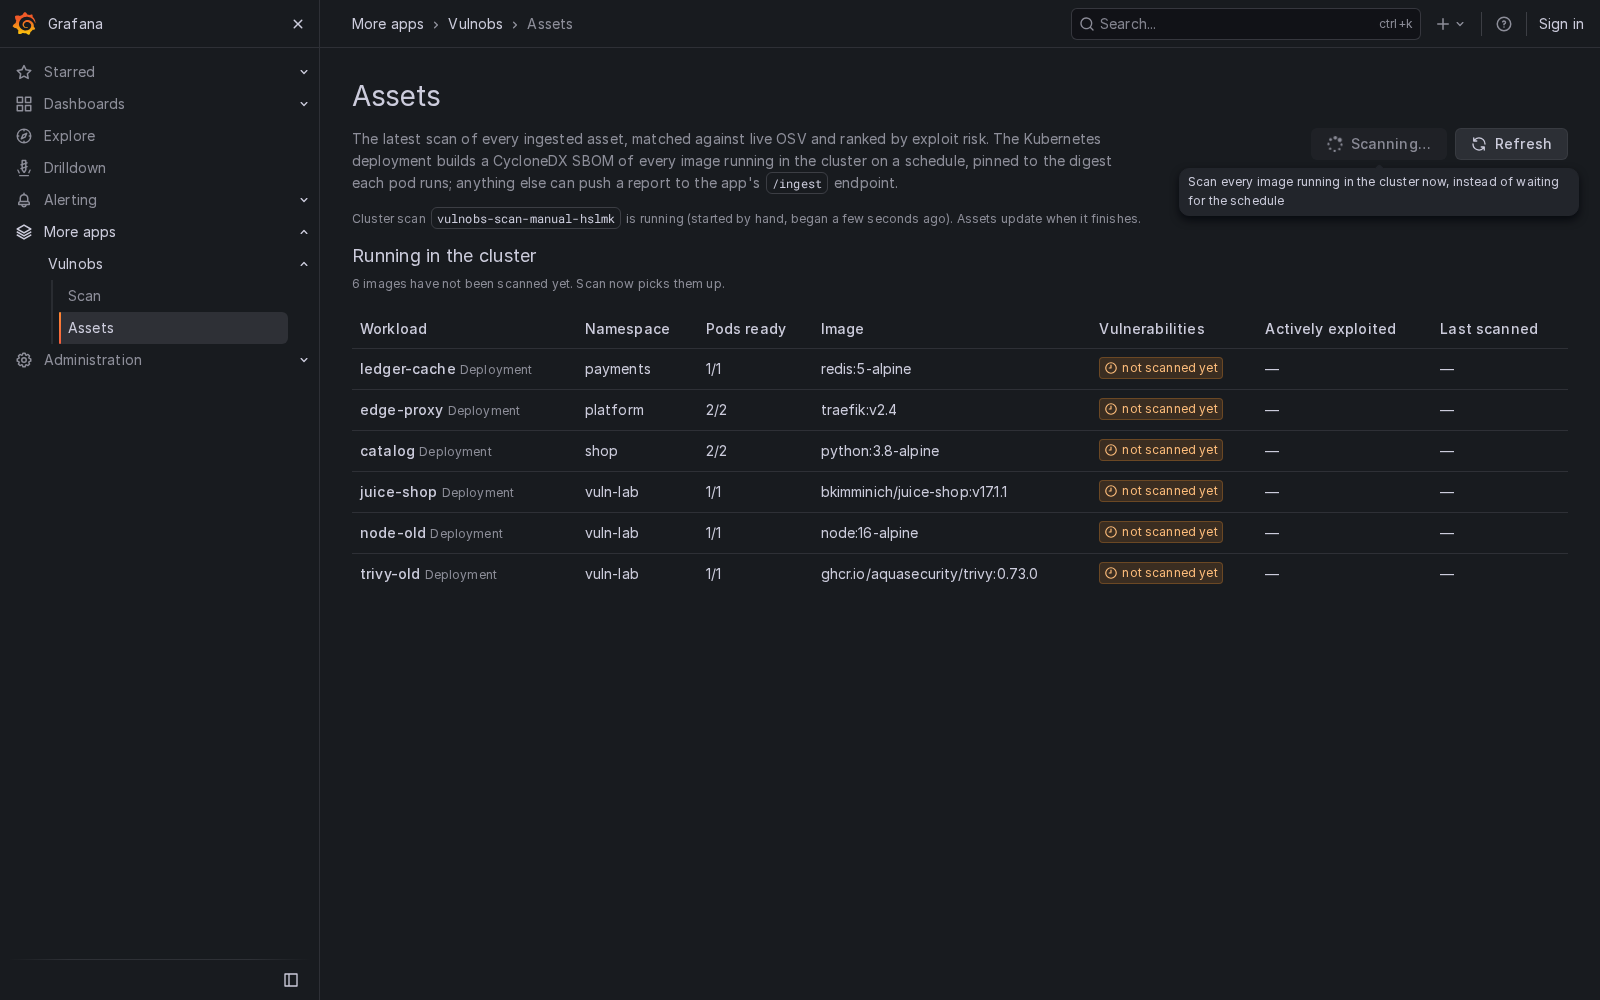 Grafana
More apps › Vulnobs › Assets
Search...
ctrl+k
Sign in
Starred
Dashboards
Explore
Drilldown
Alerting
More apps
Vulnobs
Scan
Assets
Administration
Assets
The latest scan of every ingested asset, matched against live OSV and ranked by exploit risk. The Kubernetes
deployment builds a CycloneDX SBOM of every image running in the cluster on a schedule, pinned to the digest
each pod runs; anything else can push a report to the app's /ingest endpoint.
Scanning...
Refresh
Scan every image running in the cluster now, instead of waiting
for the schedule
Cluster scan vulnobs-scan-manual-hslmk is running (started by hand, began a few seconds ago). Assets update when it finishes.
Running in the cluster
6 images have not been scanned yet. Scan now picks them up.
Workload Namespace Pods ready Image Vulnerabilities Actively exploited Last scanned
ledger-cache Deployment payments 1/1 redis:5-alpine not scanned yet — —
edge-proxy Deployment platform 2/2 traefik:v2.4 not scanned yet — —
catalog Deployment shop 2/2 python:3.8-alpine not scanned yet — —
juice-shop Deployment vuln-lab 1/1 bkimminich/juice-shop:v17.1.1 not scanned yet — —
node-old Deployment vuln-lab 1/1 node:16-alpine not scanned yet — —
trivy-old Deployment vuln-lab 1/1 ghcr.io/aquasecurity/trivy:0.73.0 not scanned yet — —